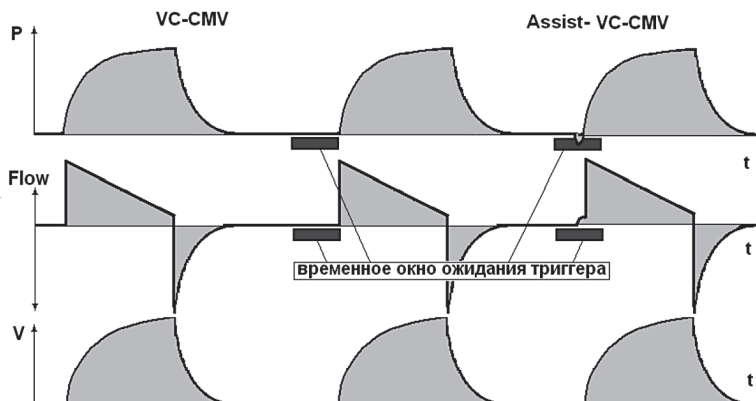 VC-CMV
Assist- VC-CMV
P
t
Flow
t
временное окно ожидания триггера
V
t